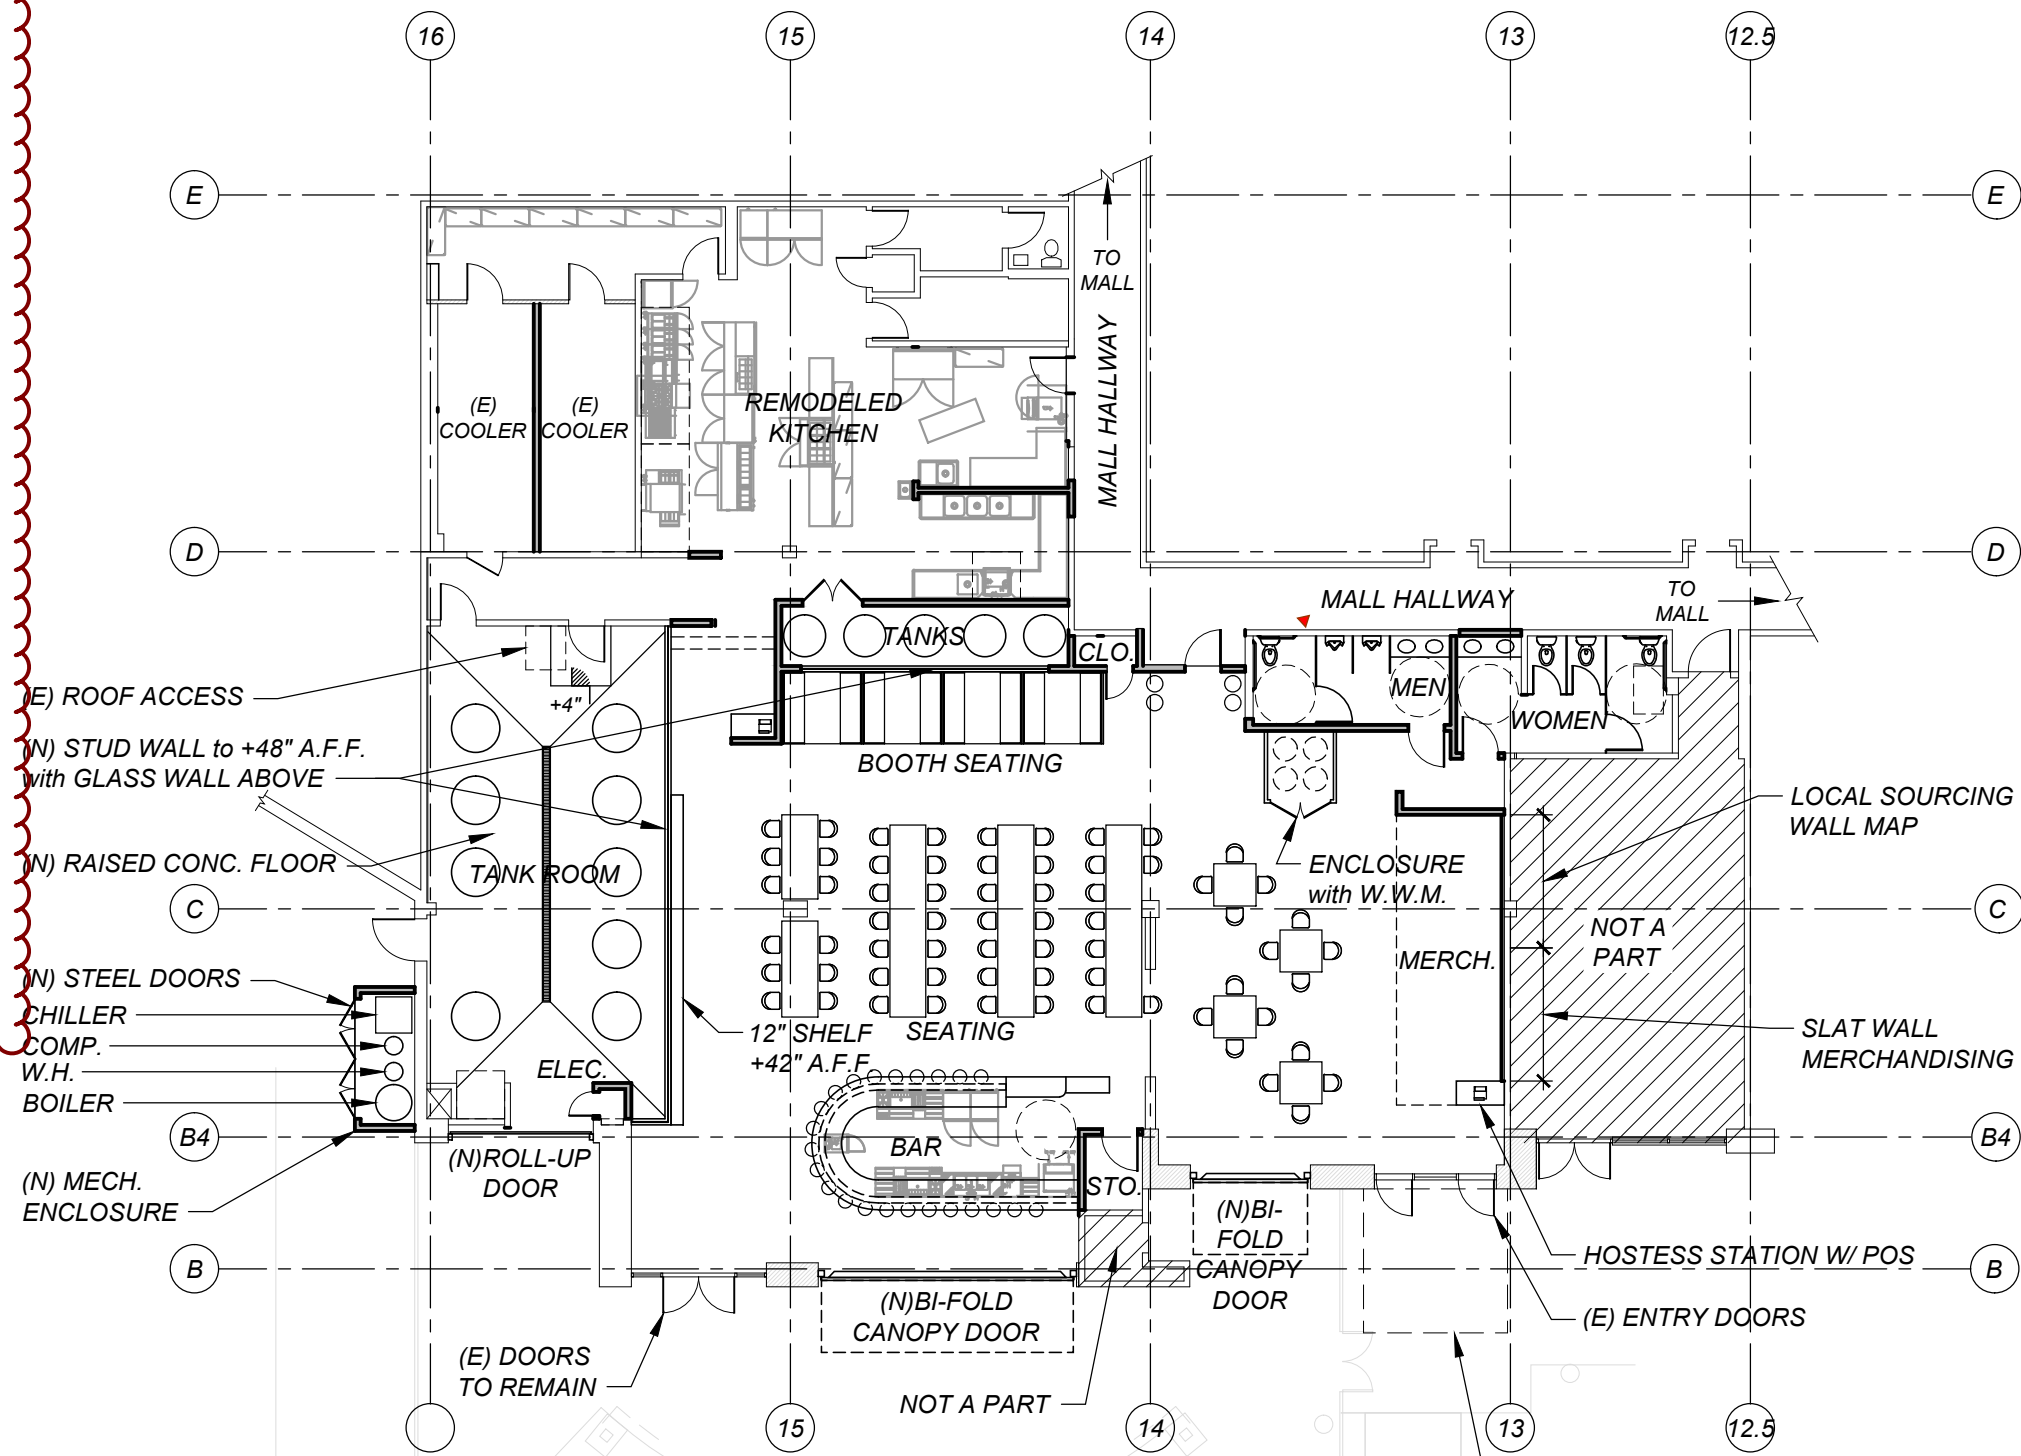 16
15
14
13
12.5
E
E
TO
MALL
MALL HALLWAY
(E)
COOLER
(E)
COOLER
REMODELED
KITCHEN
D
D
MALL HALLWAY
TO
MALL
TANKS
CLO.
MEN
WOMEN
(E) ROOF ACCESS
+4"
(N) STUD WALL to +48" A.F.F.
with GLASS WALL ABOVE
BOOTH SEATING
LOCAL SOURCING
WALL MAP
(N) RAISED CONC. FLOOR
TANK ROOM
ENCLOSURE
with W.W.M.
C
C
NOT A
PART
MERCH.
(N) STEEL DOORS
CHILLER
COMP.
W.H.
BOILER
12" SHELF
+42" A.F.F.
SEATING
SLAT WALL
MERCHANDISING
ELEC.
B4
BAR
B4
(N)ROLL-UP
DOOR
STO.
(N) MECH.
ENCLOSURE
(N)BI-
FOLD
CANOPY
DOOR
HOSTESS STATION W/ POS
B
B
(N)BI-FOLD
CANOPY DOOR
(E) ENTRY DOORS
(E) DOORS
TO REMAIN
NOT A PART
15
14
13
12.5